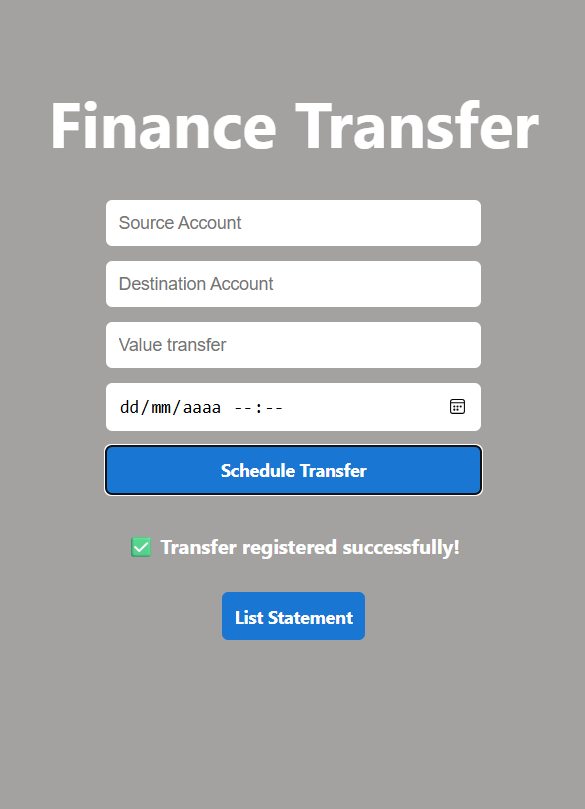 Finance Transfer
Source Account
Destination Account
Value transfer
dd/mm/aaaa --:--
Schedule Transfer
✅ Transfer registered successfully!
List Statement